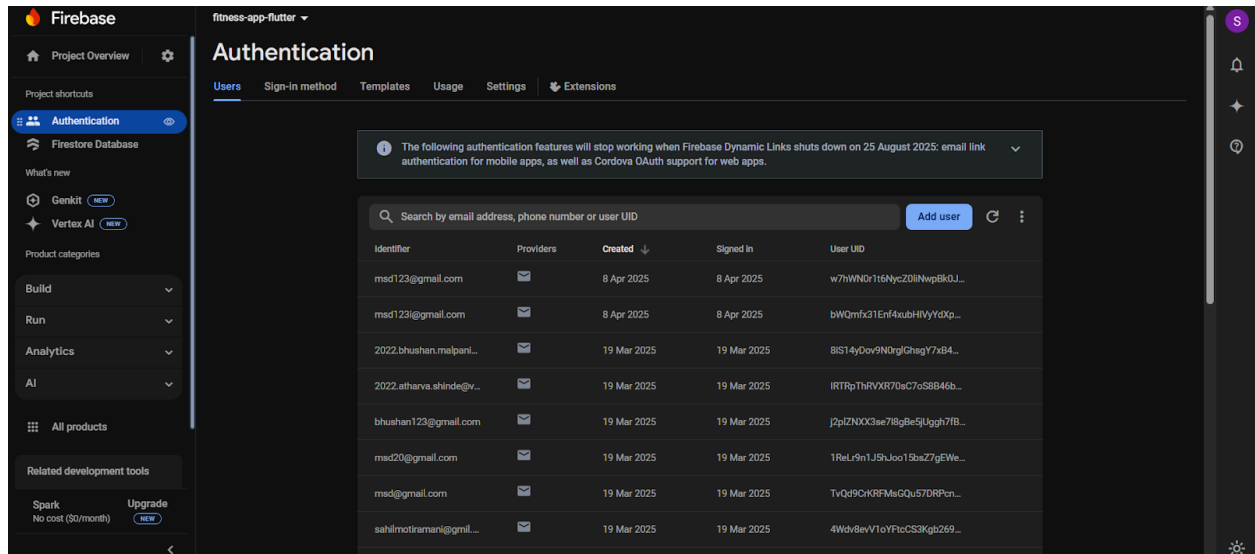 Firebase
fitness-app-flutter
Project Overview
Authentication
Users Sign-in method Templates Usage Settings Extensions
Project shortcuts
Authentication
Firestore Database
What's new
Genkit NEW
Vertex AI NEW
Product categories
Build
Run
Analytics
AI
All products
Related development tools
Spark
No cost ($0/month)
Upgrade
NEW
The following authentication features will stop working when Firebase Dynamic Links shuts down on 25 August 2025: email link
authentication for mobile apps, as well as Cordova OAuth support for web apps.
Search by email address, phone number or user UID
Add user
Identifier Providers Created Signed in User UID
msd123@gmail.com 8 Apr 2025 8 Apr 2025 w7hWN0r1t6NycZ0liNwpBk0J...
msd123i@gmail.com 8 Apr 2025 8 Apr 2025 bWQmfx31Enf4xubHIVyYdXp...
2022.bhushan.malpani... 19 Mar 2025 19 Mar 2025 8IS14yDov9N0rglGhsgY7xB4...
2022.atharva.shinde@v... 19 Mar 2025 19 Mar 2025 IRTRpThRVXR70sC7oS8B46b...
bhushan123@gmail.com 19 Mar 2025 19 Mar 2025 j2plZNXX3se7I8gBe5jUggh7fB...
msd20@gmail.com 19 Mar 2025 19 Mar 2025 1ReLr9n1J5hJoo15bsZ7gEWe...
msd@gmail.com 19 Mar 2025 19 Mar 2025 TvQd9CrKRFMsGQu57DRPcn...
sahilmotiramani@gmil.... 19 Mar 2025 19 Mar 2025 4Wdv8evV1oYFtcCS3Kgb269...
S